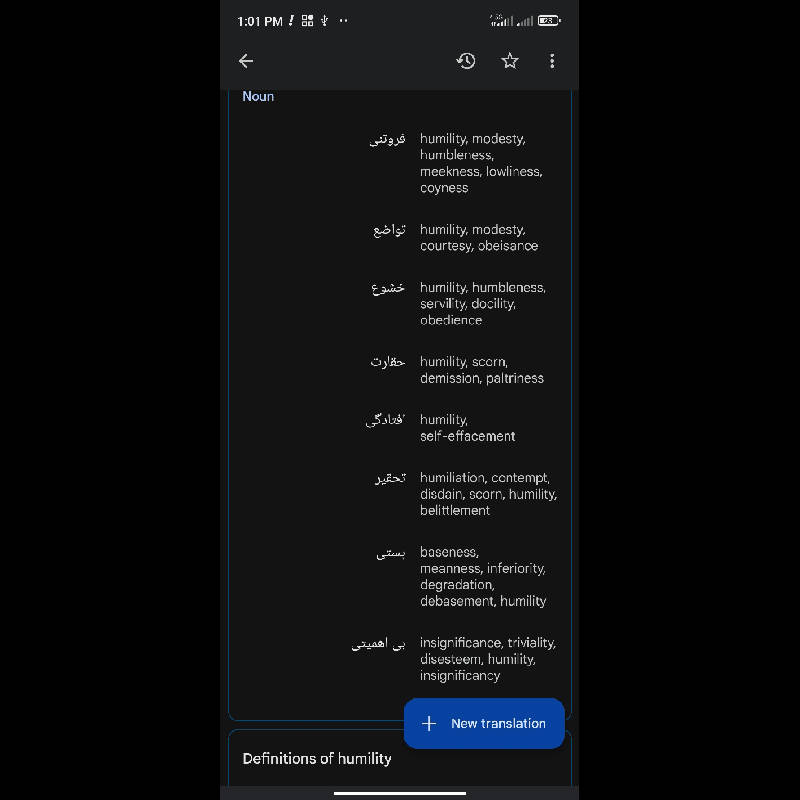 1:01 PM
23
Noun
فروتنی humility, modesty,
humbleness,
meekness, lowliness,
coyness
تواضع humility, modesty,
courtesy, obeisance
خشوع humility, humbleness,
servility, docility,
obedience
حقارت humility, scorn,
demission, paltriness
افتادگی humility,
self-effacement
تحقیر humiliation, contempt,
disdain, scorn, humility,
belittlement
پستی baseness,
meanness, inferiority,
degradation,
debasement, humility
بی اهمیتی insignificance, triviality,
disesteem, humility,
insignificancy
New translation
Definitions of humility